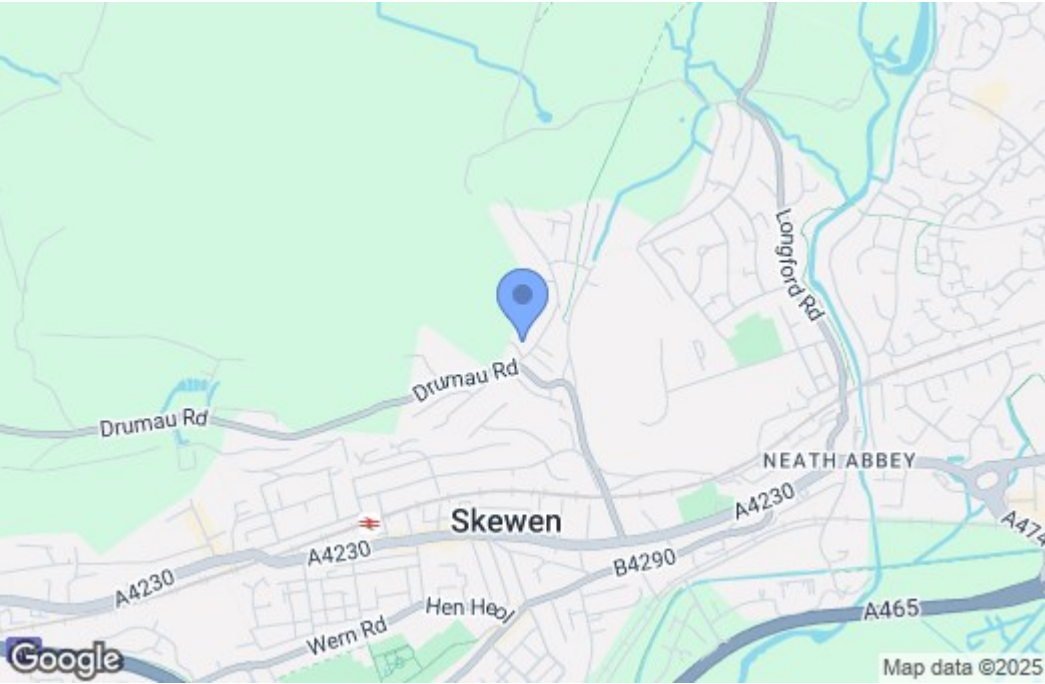 Longford Rd
Drumau Rd
Drumau Rd
NEATH ABBEY
A4230
Skewen
A474
A4230
B4290
A4230
Hen Heol
A465
Wern Rd
Google
Map data ©2025